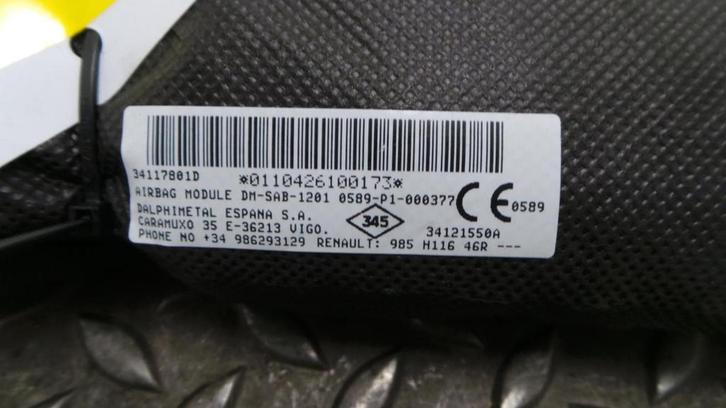 34117801D *0110426100173*
AIRBAG MODULE DM-SAB-1201 0589-P1-000377 CE 0589
DALPHIMETAL ESPANA S.A. 345
CARAMUXO 35 E-36213 VIGO. 34121550A
PHONE NO +34 986293129 RENAULT: 985 H116 46R ---